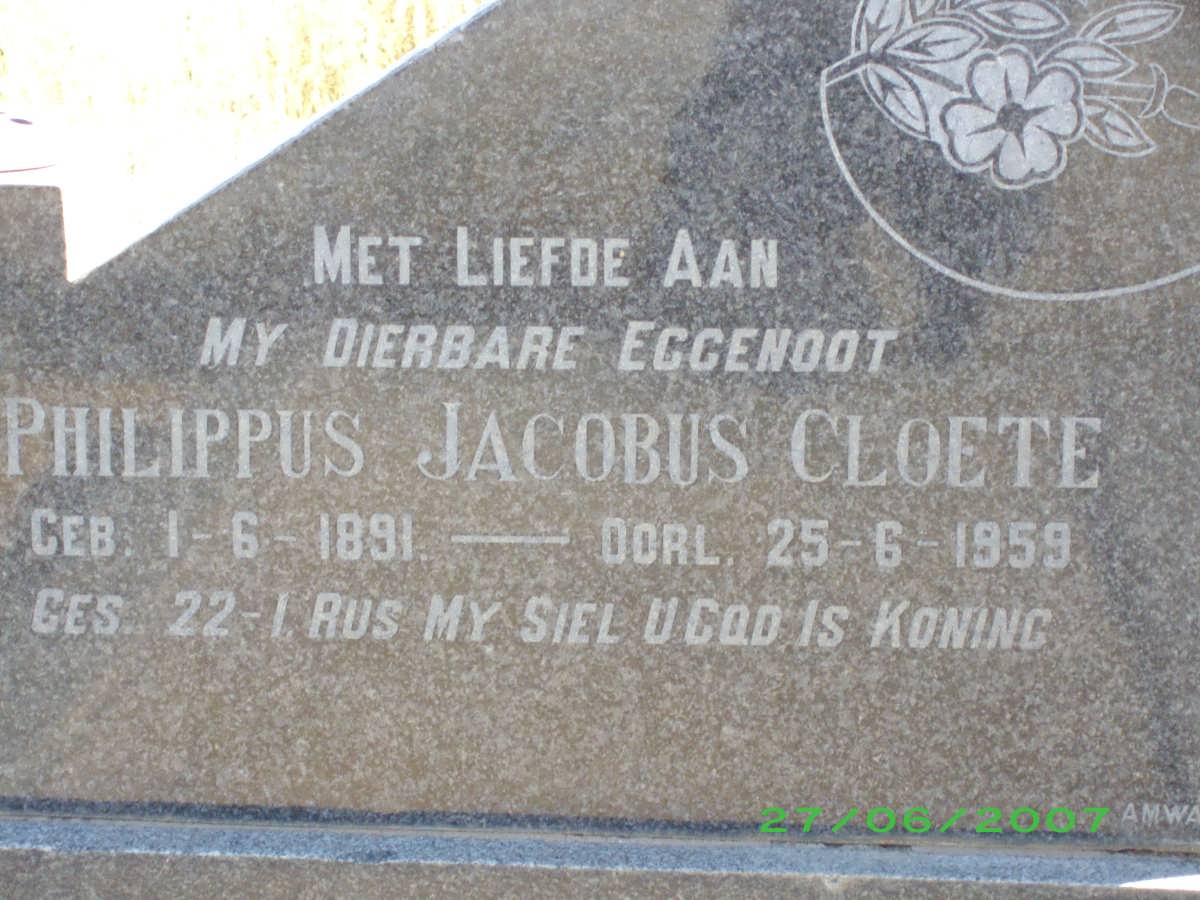 MET LIEFDE AAN
MY DIERBARE EGGENOOT
PHILIPPUS JACOBUS CLOETE
GEB. 1-6-1891. — OORL. 25-6-1959
GES. 22-1. RUS MY SIEL U GOD IS KONING
27/06/2007